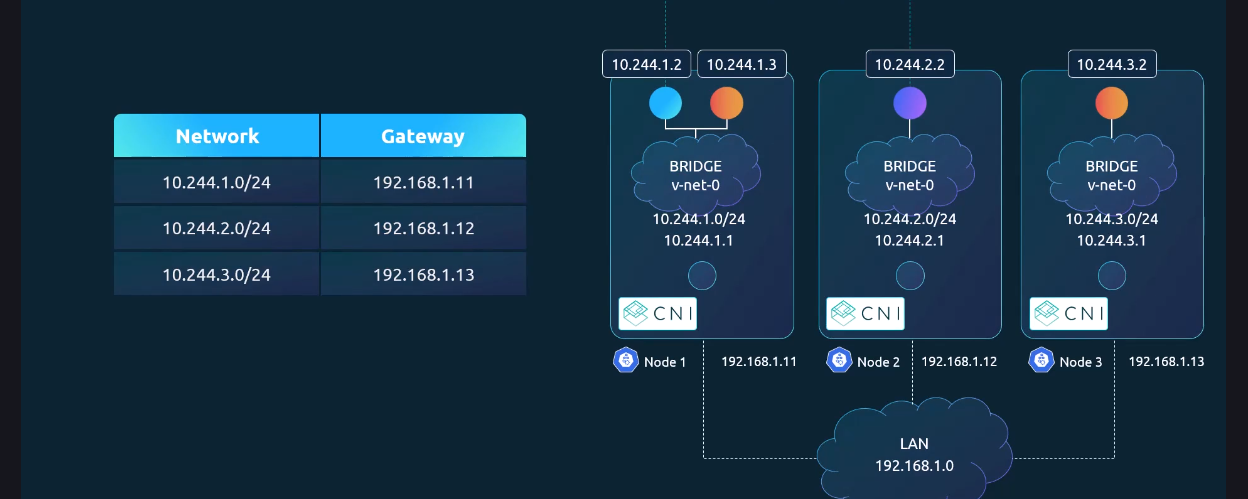 Network Gateway
10.244.1.0/24 192.168.1.11
10.244.2.0/24 192.168.1.12
10.244.3.0/24 192.168.1.13
10.244.1.2 10.244.1.3
BRIDGE
v-net-0
10.244.1.0/24
10.244.1.1
CNI
Node 1 192.168.1.11
10.244.2.2
BRIDGE
v-net-0
10.244.2.0/24
10.244.2.1
CNI
Node 2 192.168.1.12
10.244.3.2
BRIDGE
v-net-0
10.244.3.0/24
10.244.3.1
CNI
Node 3 192.168.1.13
LAN
192.168.1.0